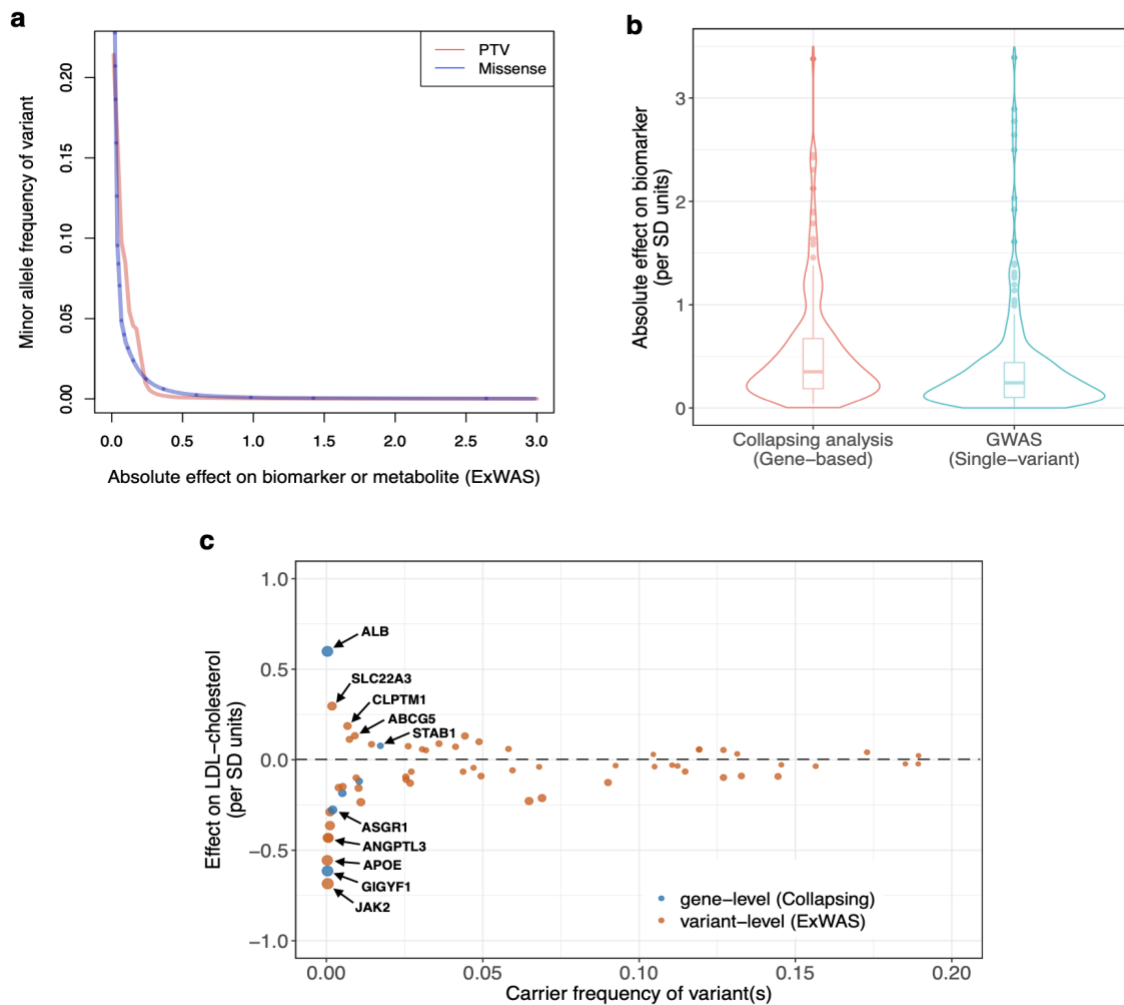 a
PTV
Missense
Minor allele frequency of variant
0.20
0.15
0.10
0.05
0.00
0.0 0.5 1.0 1.5 2.0 2.5 3.0
Absolute effect on biomarker or metabolite (ExWAS)
b
Absolute effect on biomarker
(per SD units)
3
2
1
0
Collapsing analysis
(Gene-based)
GWAS
(Single-variant)
c
Effect on LDL-cholesterol
(per SD units)
1.0
0.5
0.0
−0.5
−1.0
ALB
SLC22A3
CLPTM1
ABCG5
STAB1
ASGR1
ANGPTL3
APOE
GIGYF1
JAK2
gene-level (Collapsing)
variant-level (ExWAS)
0.00 0.05 0.10 0.15 0.20
Carrier frequency of variant(s)